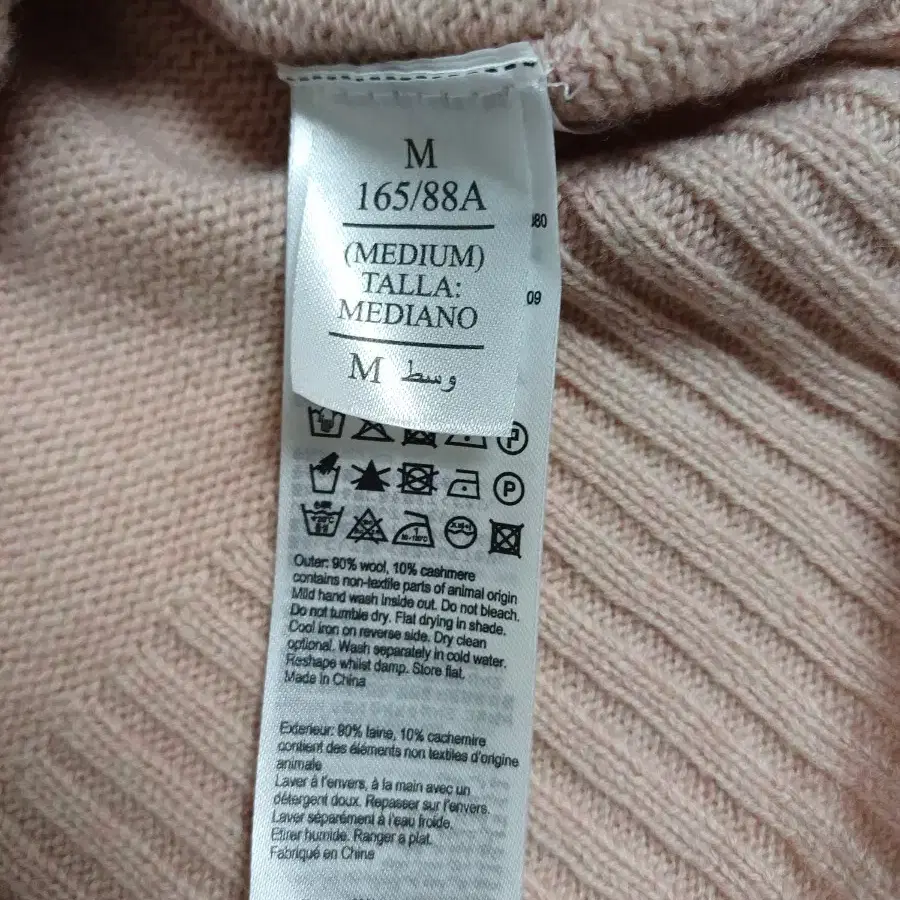 M
165/88A
(MEDIUM)
TALLA:
MEDIANO
M وسط
80
09
P
P
Outer: 90% wool, 10% cashmere
contains non-textile parts of animal origin
Mild hand wash inside out. Do not bleach.
Do not tumble dry. Flat drying in shade.
Cool iron on reverse side. Dry clean
optional. Wash separately in cold water.
Reshape whilst damp. Store flat.
Made in China
Exterieur: 90% laine, 10% cachemire
contient des éléments non textiles d'origine
animale
Laver à l'envers, à la main avec un
détergent doux. Repasser sur l'envers.
Laver séparément à l'eau froide.
Etirer humide. Ranger a plat.
Fabriqué en Chine